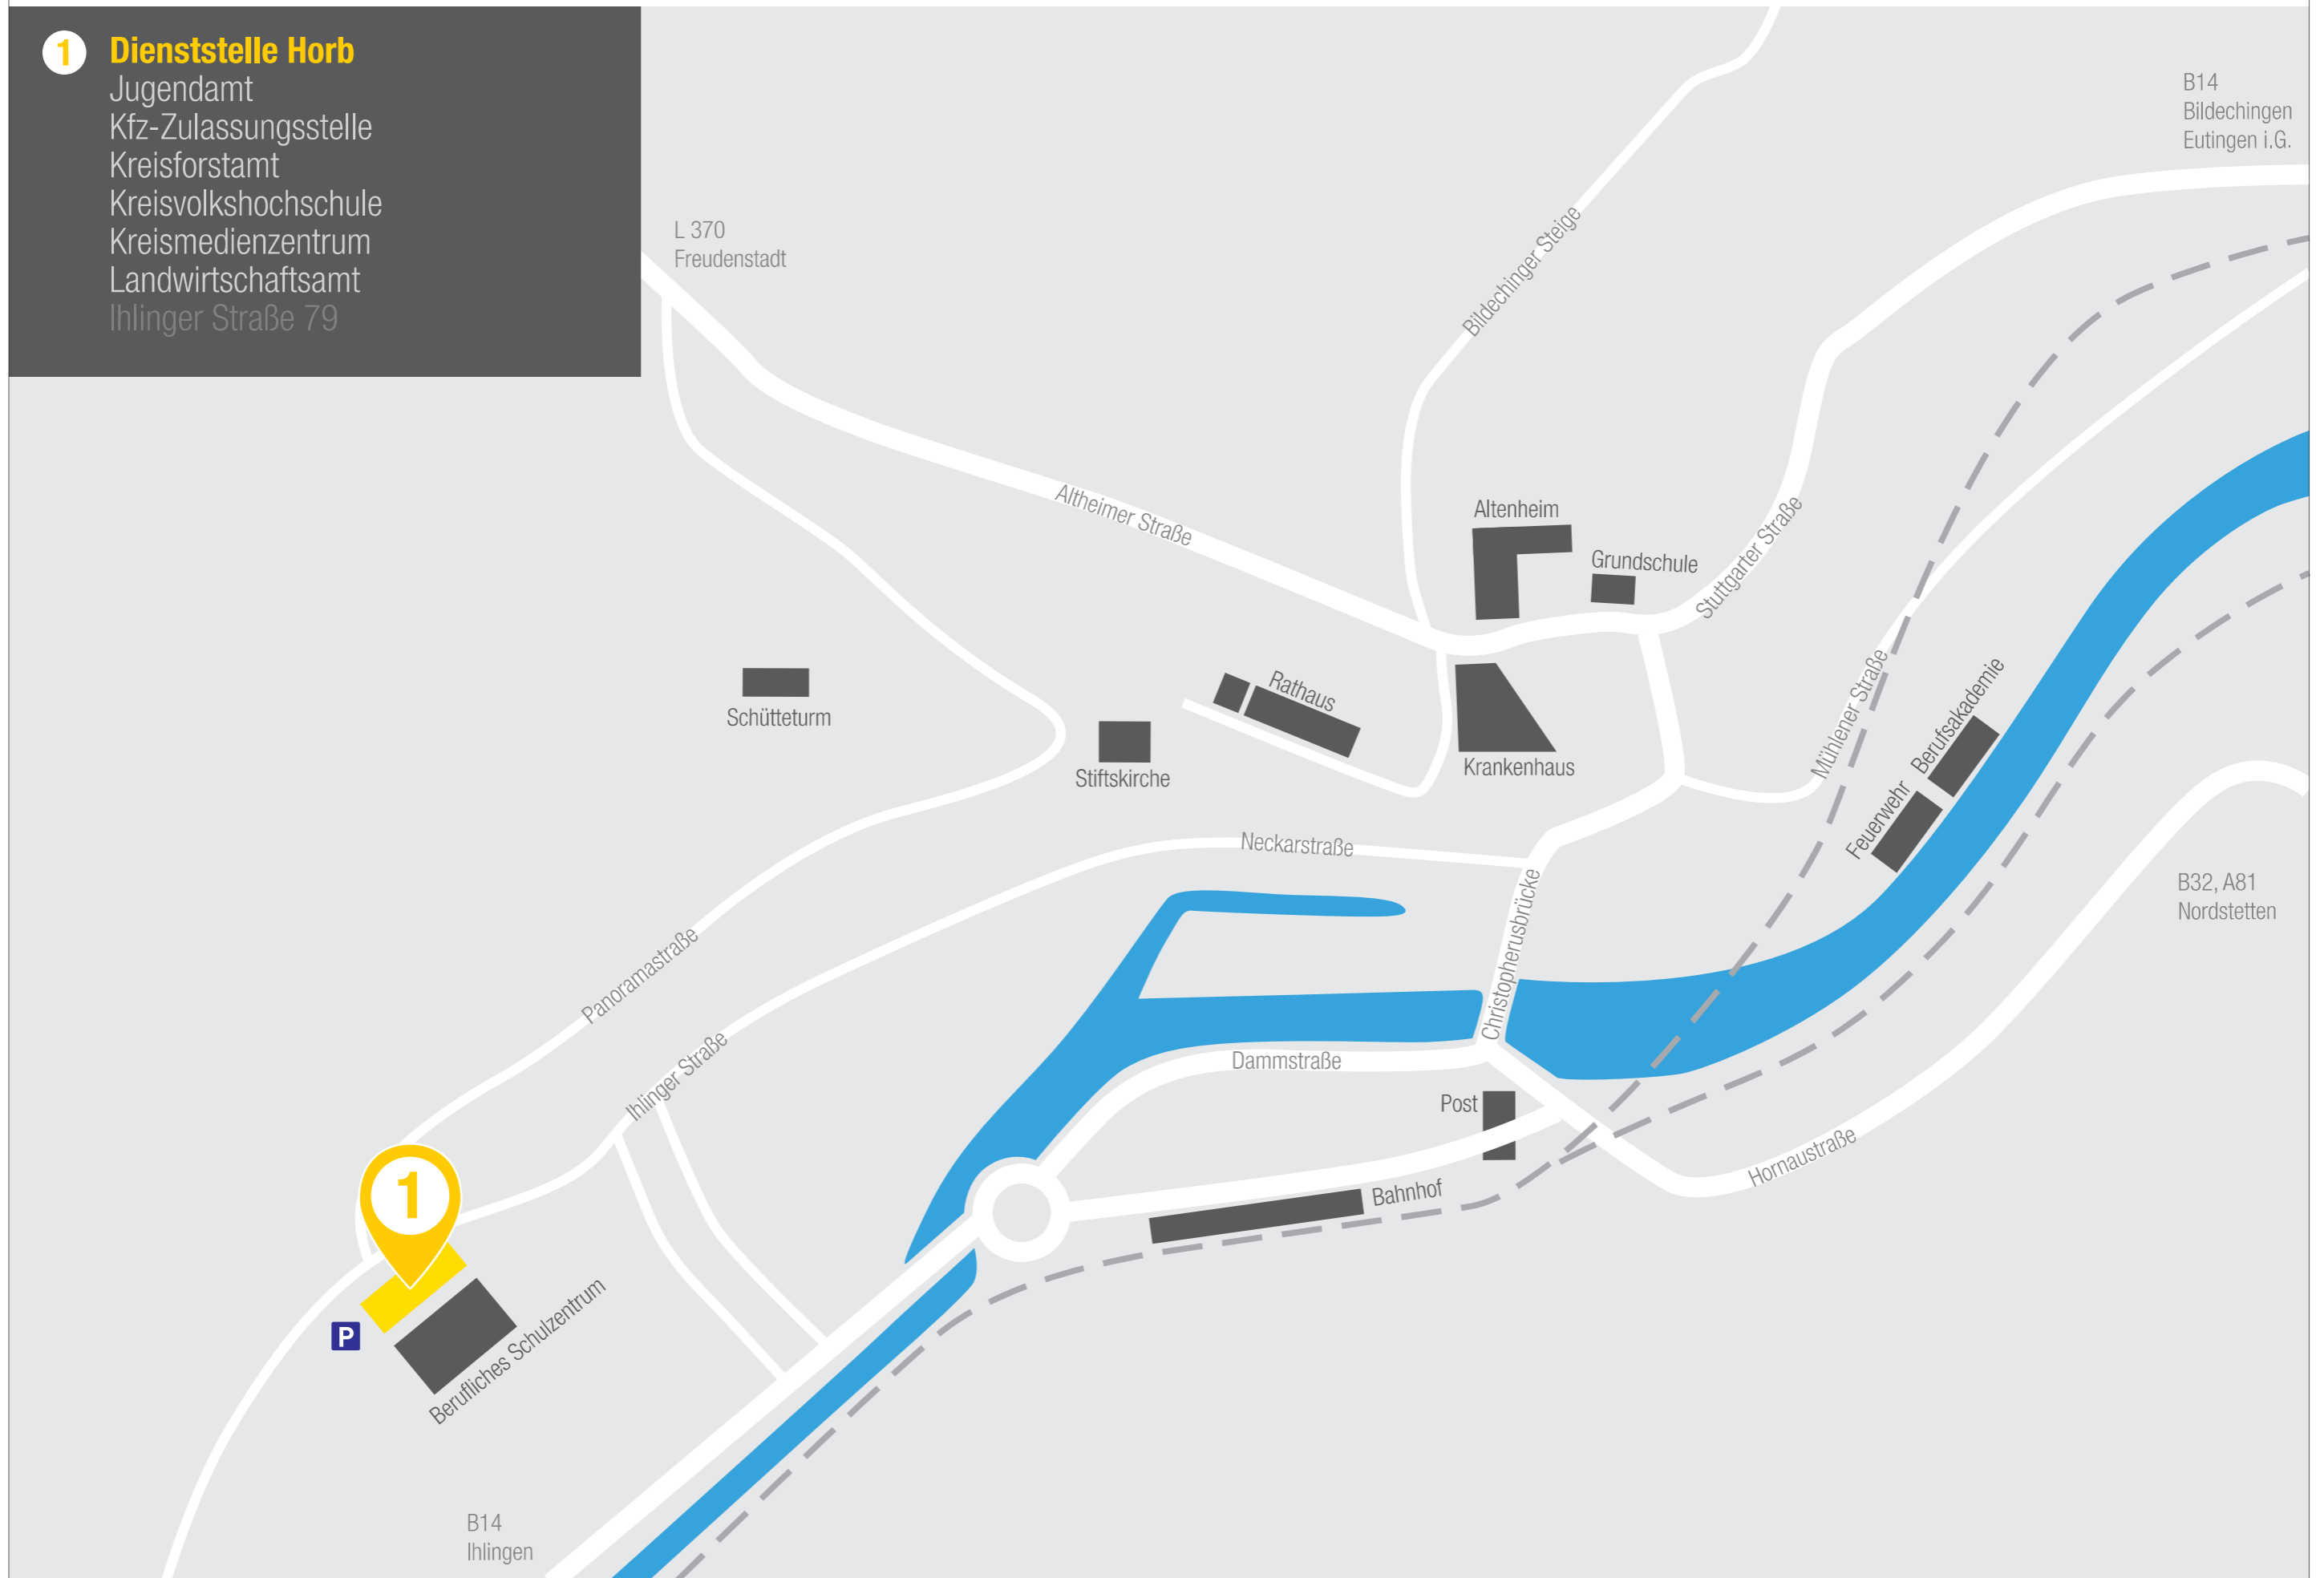 1 Dienststelle Horb
Jugendamt
Kfz-Zulassungsstelle
Kreisforstamt
Kreisvolkshochschule
Kreismedienzentrum
Landwirtschaftsamt
Ihlinger Straße 79
B14
Bildechingen
Eutingen i.G.
L 370
Freudenstadt
Bildechinger Steige
Altheimer Straße
Altenheim
Grundschule
Stuttgarter Straße
Schütteturm
Stiftskirche
Rathaus
Krankenhaus
Mühlener Straße
Berufsakademie
Feuerwehr
Neckarstraße
B32, A81
Nordstetten
Christopherusbrücke
Panoramastraße
Ihlinger Straße
Dammstraße
Post
Hornaustraße
Bahnhof
1
P
Berufliches Schulzentrum
B14
Ihlingen